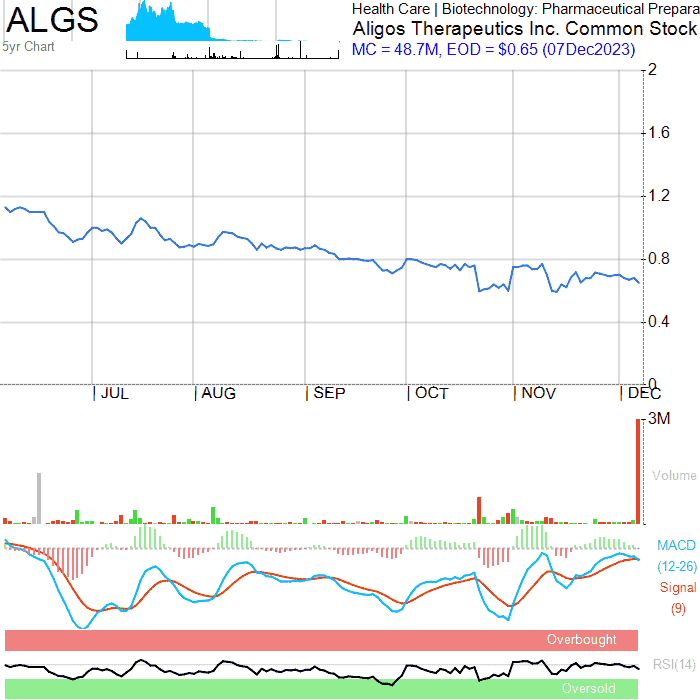 ALGS
5yr Chart
Health Care | Biotechnology: Pharmaceutical Prepara
Aligos Therapeutics Inc. Common Stock
MC = 48.7M, EOD = $0.65 (07Dec2023)
2
1.6
1.2
0.8
0.4
0
JUL
AUG
SEP
OCT
NOV
DEC
3M
Volume
MACD
(12-26)
Signal
(9)
Overbought
RSI(14)
Oversold